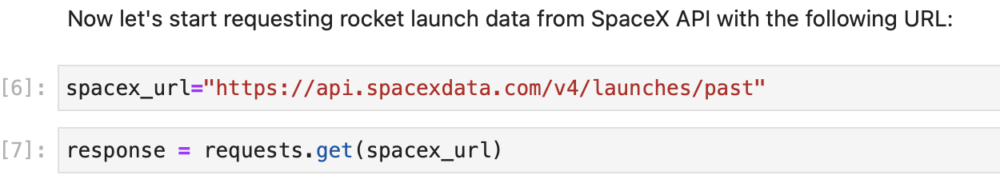 Now let's start requesting rocket launch data from SpaceX API with the following URL:
[6]: spacex_url="https://api.spacexdata.com/v4/launches/past"
[7]: response = requests.get(spacex_url)